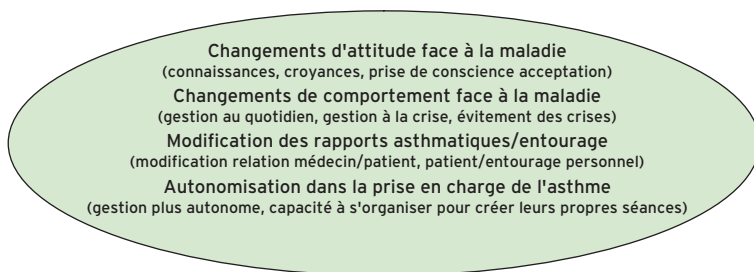 Changements d'attitude face à la maladie
(connaissances, croyances, prise de conscience acceptation)
Changements de comportement face à la maladie
(gestion au quotidien, gestion à la crise, évitement des crises)
Modification des rapports asthmatiques/entourage
(modification relation médecin/patient, patient/entourage personnel)
Autonomisation dans la prise en charge de l'asthme
(gestion plus autonome, capacité à s'organiser pour créer leurs propres séances)